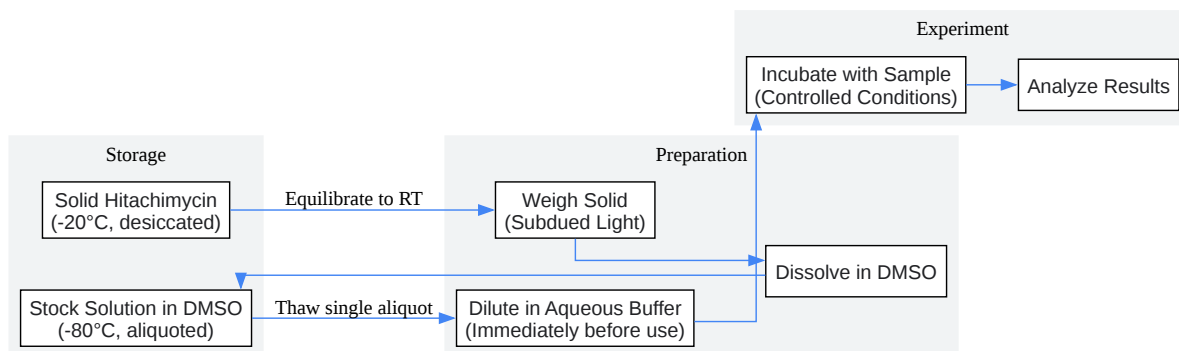 Experiment
Incubate with Sample
(Controlled Conditions)
Analyze Results
Storage
Preparation
Solid Hitachimycin
(-20°C, desiccated)
Equilibrate to RT
Weigh Solid
(Subdued Light)
Dissolve in DMSO
Stock Solution in DMSO
(-80°C, aliquoted)
Thaw single aliquot
Dilute in Aqueous Buffer
(Immediately before use)